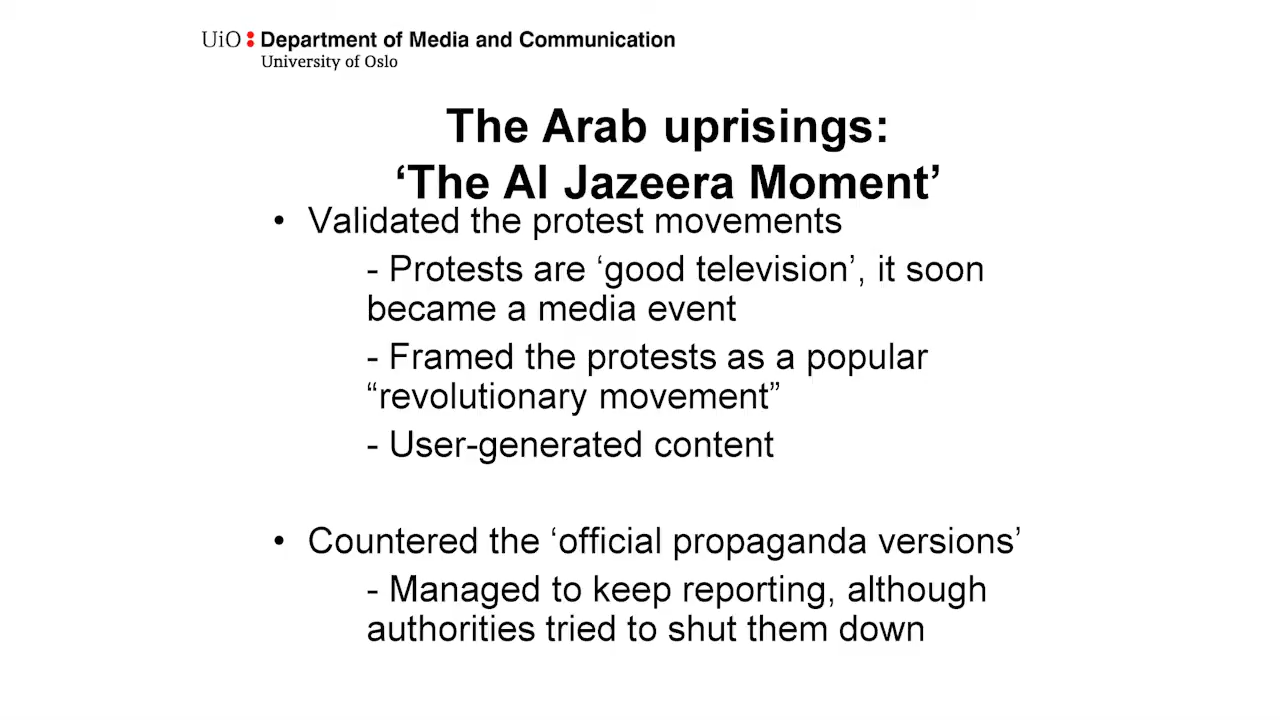 UiO Department of Media and Communication
University of Oslo
The Arab uprisings:
‘The Al Jazeera Moment’
• Validated the protest movements
- Protests are ‘good television’, it soon
became a media event
- Framed the protests as a popular
“revolutionary movement”
- User-generated content
• Countered the ‘official propaganda versions’
- Managed to keep reporting, although
authorities tried to shut them down